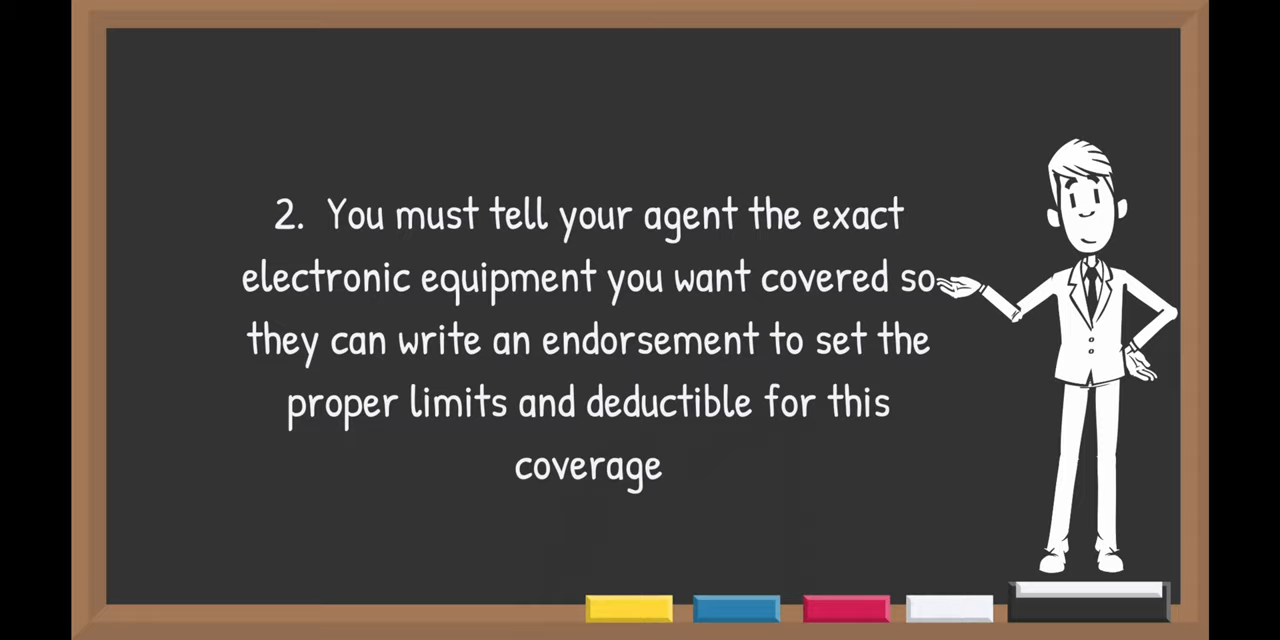 2. You must tell your agent the exact
electronic equipment you want covered so
they can write an endorsement to set the
proper limits and deductible for this
coverage